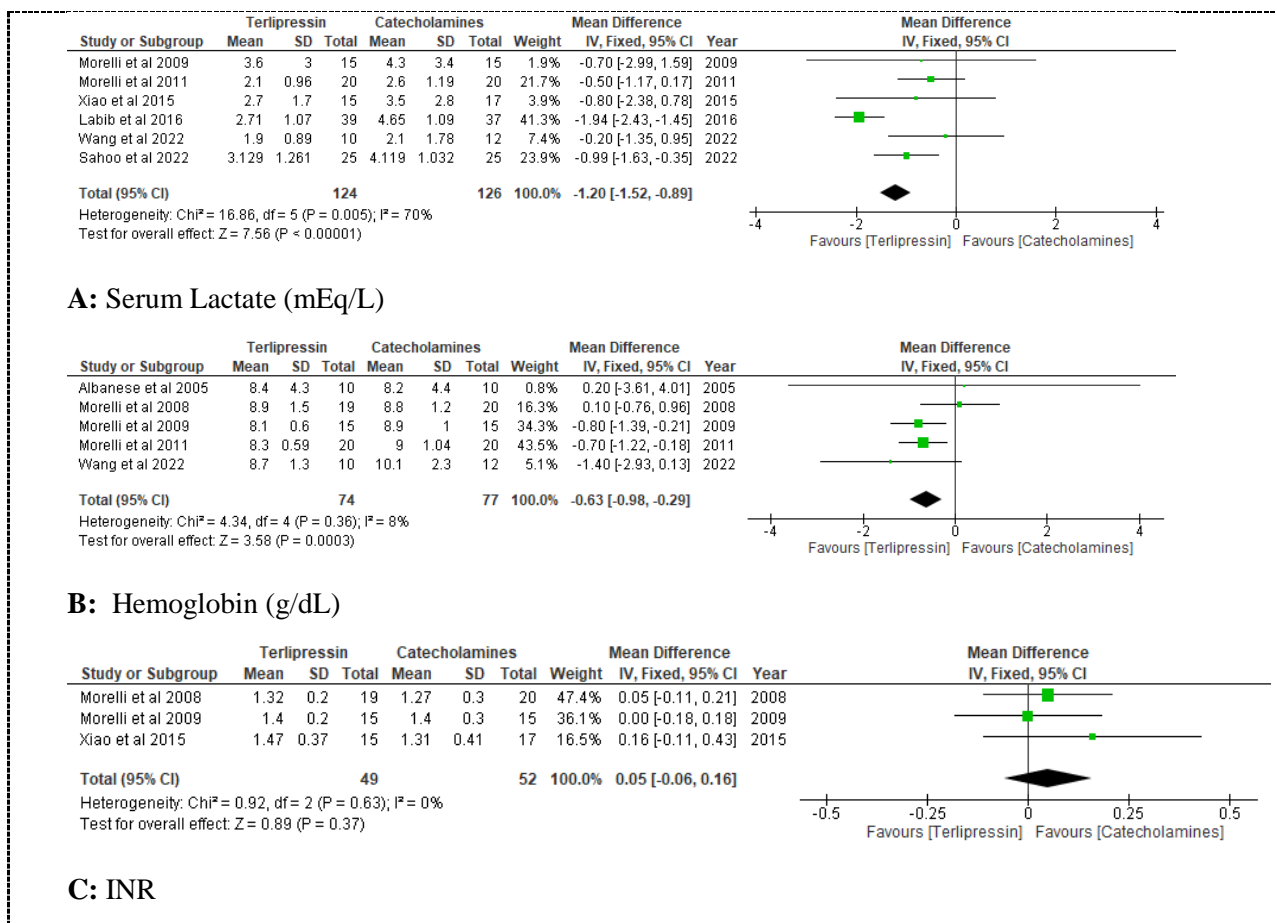 Terlipressin Catecholamines Mean Difference Mean Difference
Study or Subgroup Mean SD Total Mean SD Total Weight IV, Fixed, 95% CI Year IV, Fixed, 95% CI
Morelli et al 2009 3.6 3 15 4.3 3.4 15 1.9% -0.70 [-2.99, 1.59] 2009
Morelli et al 2011 2.1 0.96 20 2.6 1.19 20 21.7% -0.50 [-1.17, 0.17] 2011
Xiao et al 2015 2.7 1.7 15 3.5 2.8 17 3.9% -0.80 [-2.38, 0.78] 2015
Labib et al 2016 2.71 1.07 39 4.65 1.09 37 41.3% -1.94 [-2.43, -1.45] 2016
Wang et al 2022 1.9 0.89 10 2.1 1.78 12 7.4% -0.20 [-1.35, 0.95] 2022
Sahoo et al 2022 3.129 1.261 25 4.119 1.032 25 23.9% -0.99 [-1.63, -0.35] 2022
Total (95% CI) 124 126 100.0% -1.20 [-1.52, -0.89]
Heterogeneity: Chi² = 16.86, df = 5 (P = 0.005); I² = 70%
Test for overall effect: Z = 7.56 (P < 0.00001)
-4 -2 0 2 4
Favours [Terlipressin] Favours [Catecholamines]
A: Serum Lactate (mEq/L)
Terlipressin Catecholamines Mean Difference Mean Difference
Study or Subgroup Mean SD Total Mean SD Total Weight IV, Fixed, 95% CI Year IV, Fixed, 95% CI
Albanese et al 2005 8.4 4.3 10 8.2 4.4 10 0.8% 0.20 [-3.61, 4.01] 2005
Morelli et al 2008 8.9 1.5 19 8.8 1.2 20 16.3% 0.10 [-0.76, 0.96] 2008
Morelli et al 2009 8.1 0.6 15 8.9 1 15 34.3% -0.80 [-1.39, -0.21] 2009
Morelli et al 2011 8.3 0.59 20 9 1.04 20 43.5% -0.70 [-1.22, -0.18] 2011
Wang et al 2022 8.7 1.3 10 10.1 2.3 12 5.1% -1.40 [-2.93, 0.13] 2022
Total (95% CI) 74 77 100.0% -0.63 [-0.98, -0.29]
Heterogeneity: Chi² = 4.34, df = 4 (P = 0.36); I² = 8%
Test for overall effect: Z = 3.58 (P = 0.0003)
-4 -2 0 2 4
Favours [Terlipressin] Favours [Catecholamines]
B: Hemoglobin (g/dL)
Terlipressin Catecholamines Mean Difference Mean Difference
Study or Subgroup Mean SD Total Mean SD Total Weight IV, Fixed, 95% CI Year IV, Fixed, 95% CI
Morelli et al 2008 1.32 0.2 19 1.27 0.3 20 47.4% 0.05 [-0.11, 0.21] 2008
Morelli et al 2009 1.4 0.2 15 1.4 0.3 15 36.1% 0.00 [-0.18, 0.18] 2009
Xiao et al 2015 1.47 0.37 15 1.31 0.41 17 16.5% 0.16 [-0.11, 0.43] 2015
Total (95% CI) 49 52 100.0% 0.05 [-0.06, 0.16]
Heterogeneity: Chi² = 0.92, df = 2 (P = 0.63); I² = 0%
Test for overall effect: Z = 0.89 (P = 0.37)
-0.5 -0.25 0 0.25 0.5
Favours [Terlipressin] Favours [Catecholamines]
C: INR